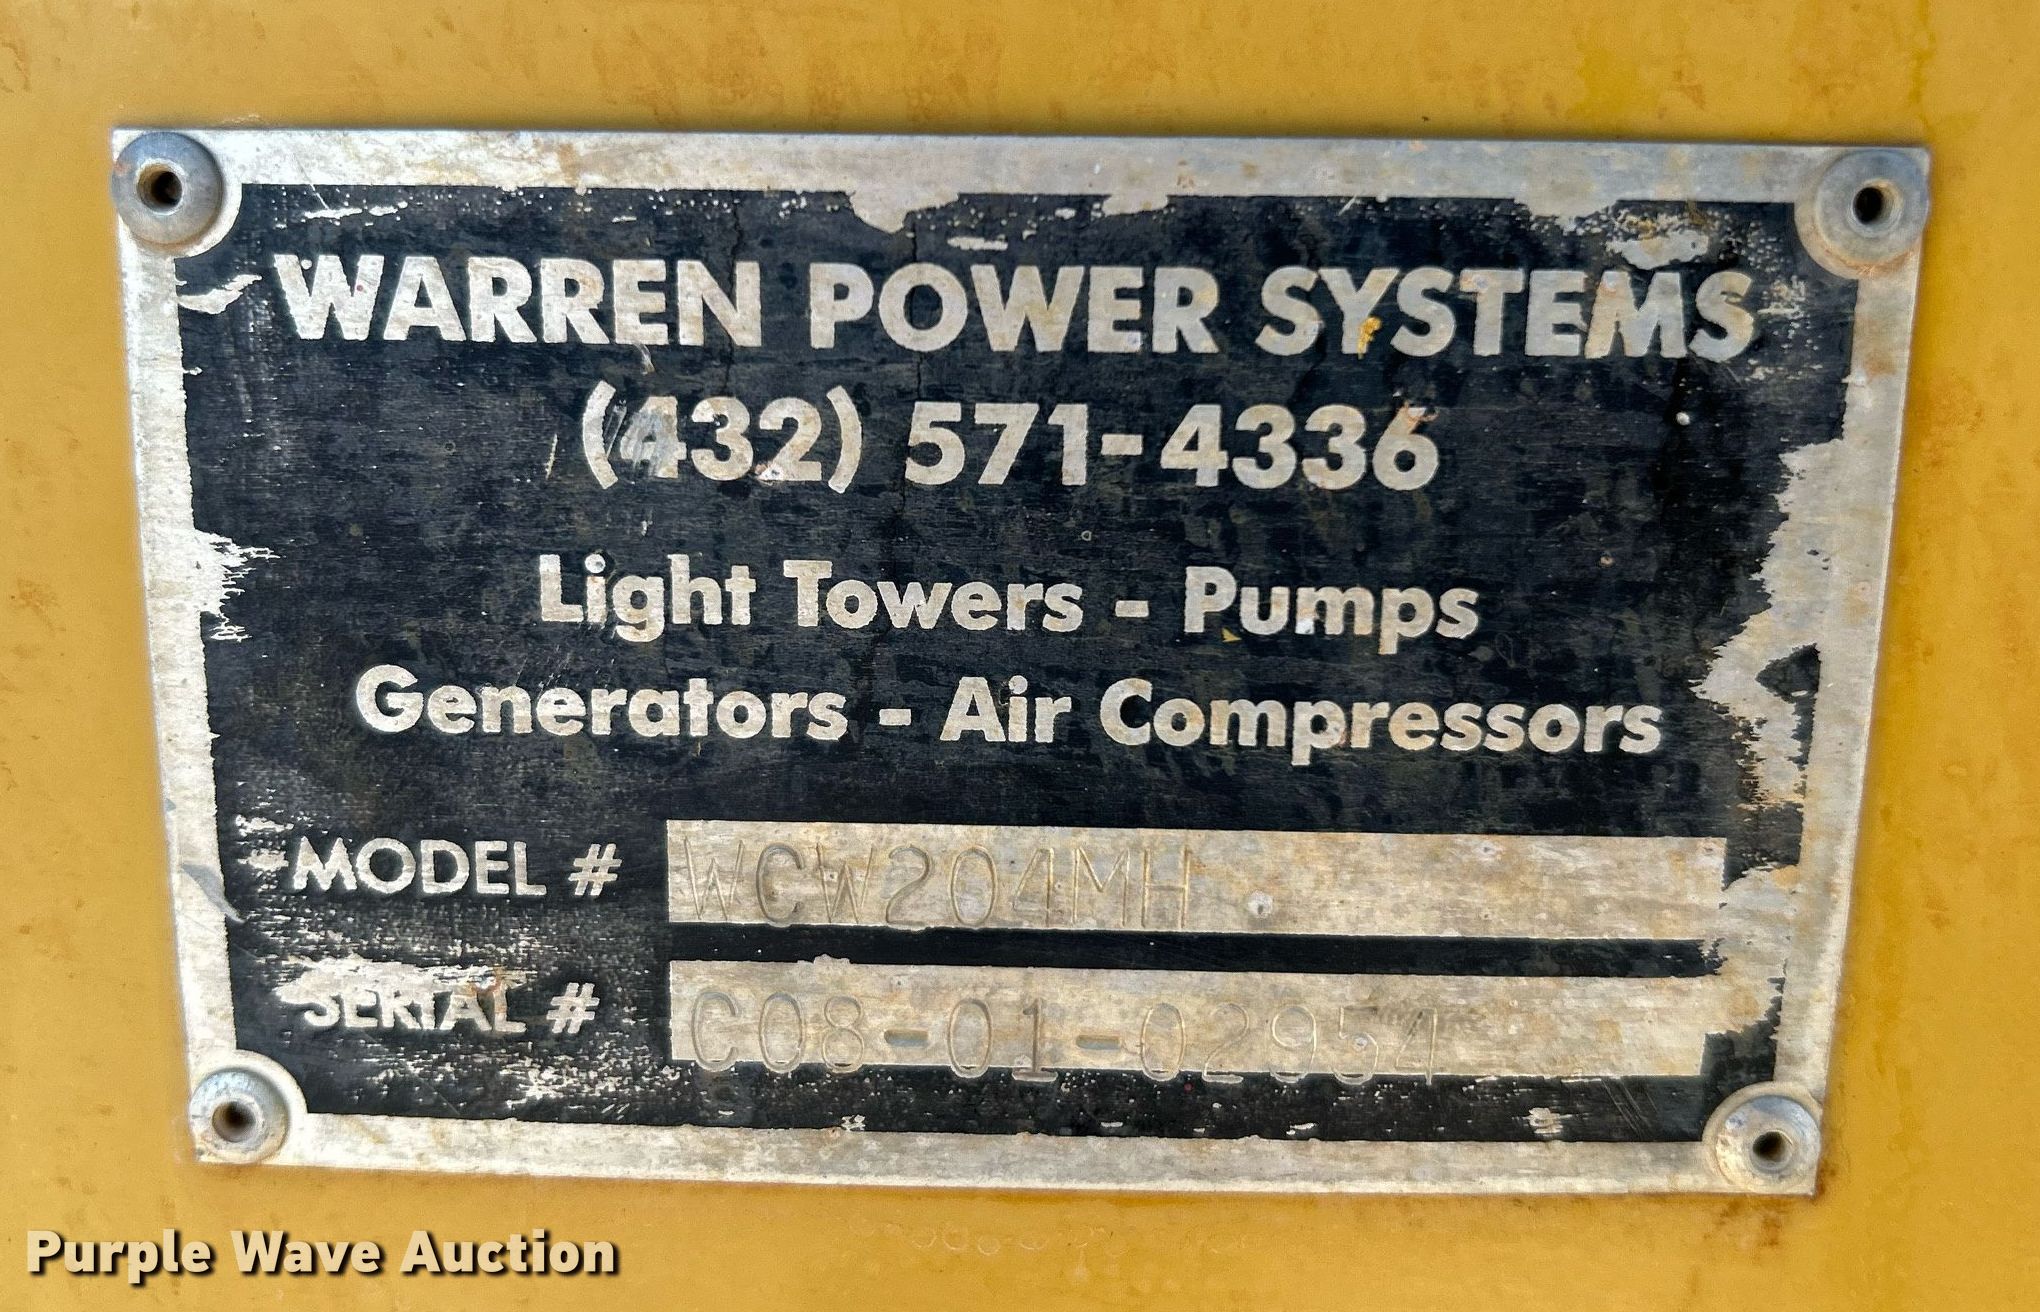 WARREN POWER SYSTEMS
(432) 571-4336
Light Towers - Pumps
Generators - Air Compressors
MODEL # WCW204MH
SERIAL # C08-01-02954
Purple Wave Auction